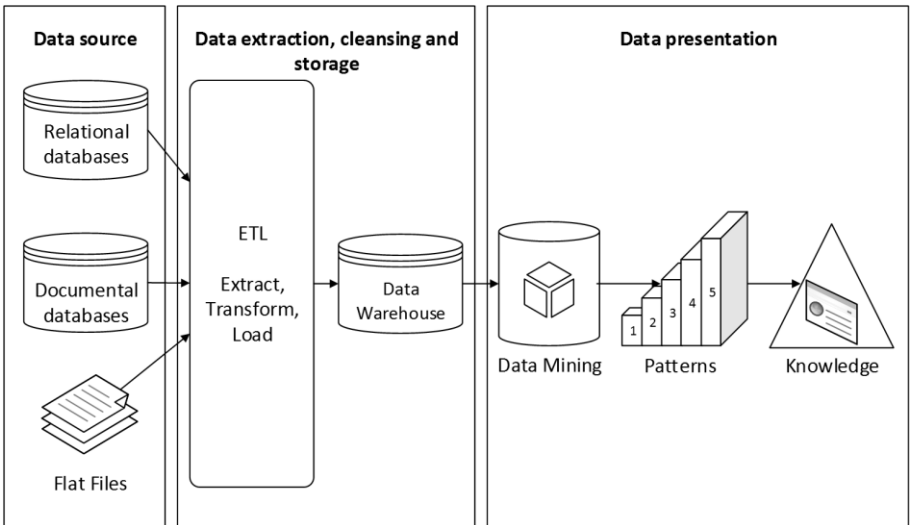 Data source
Relational
databases
Documental
databases
Flat Files
Data extraction, cleansing and
storage
ETL
Extract,
Transform,
Load
Data
Warehouse
Data presentation
Data Mining
1
2
3
4
5
Patterns
Knowledge